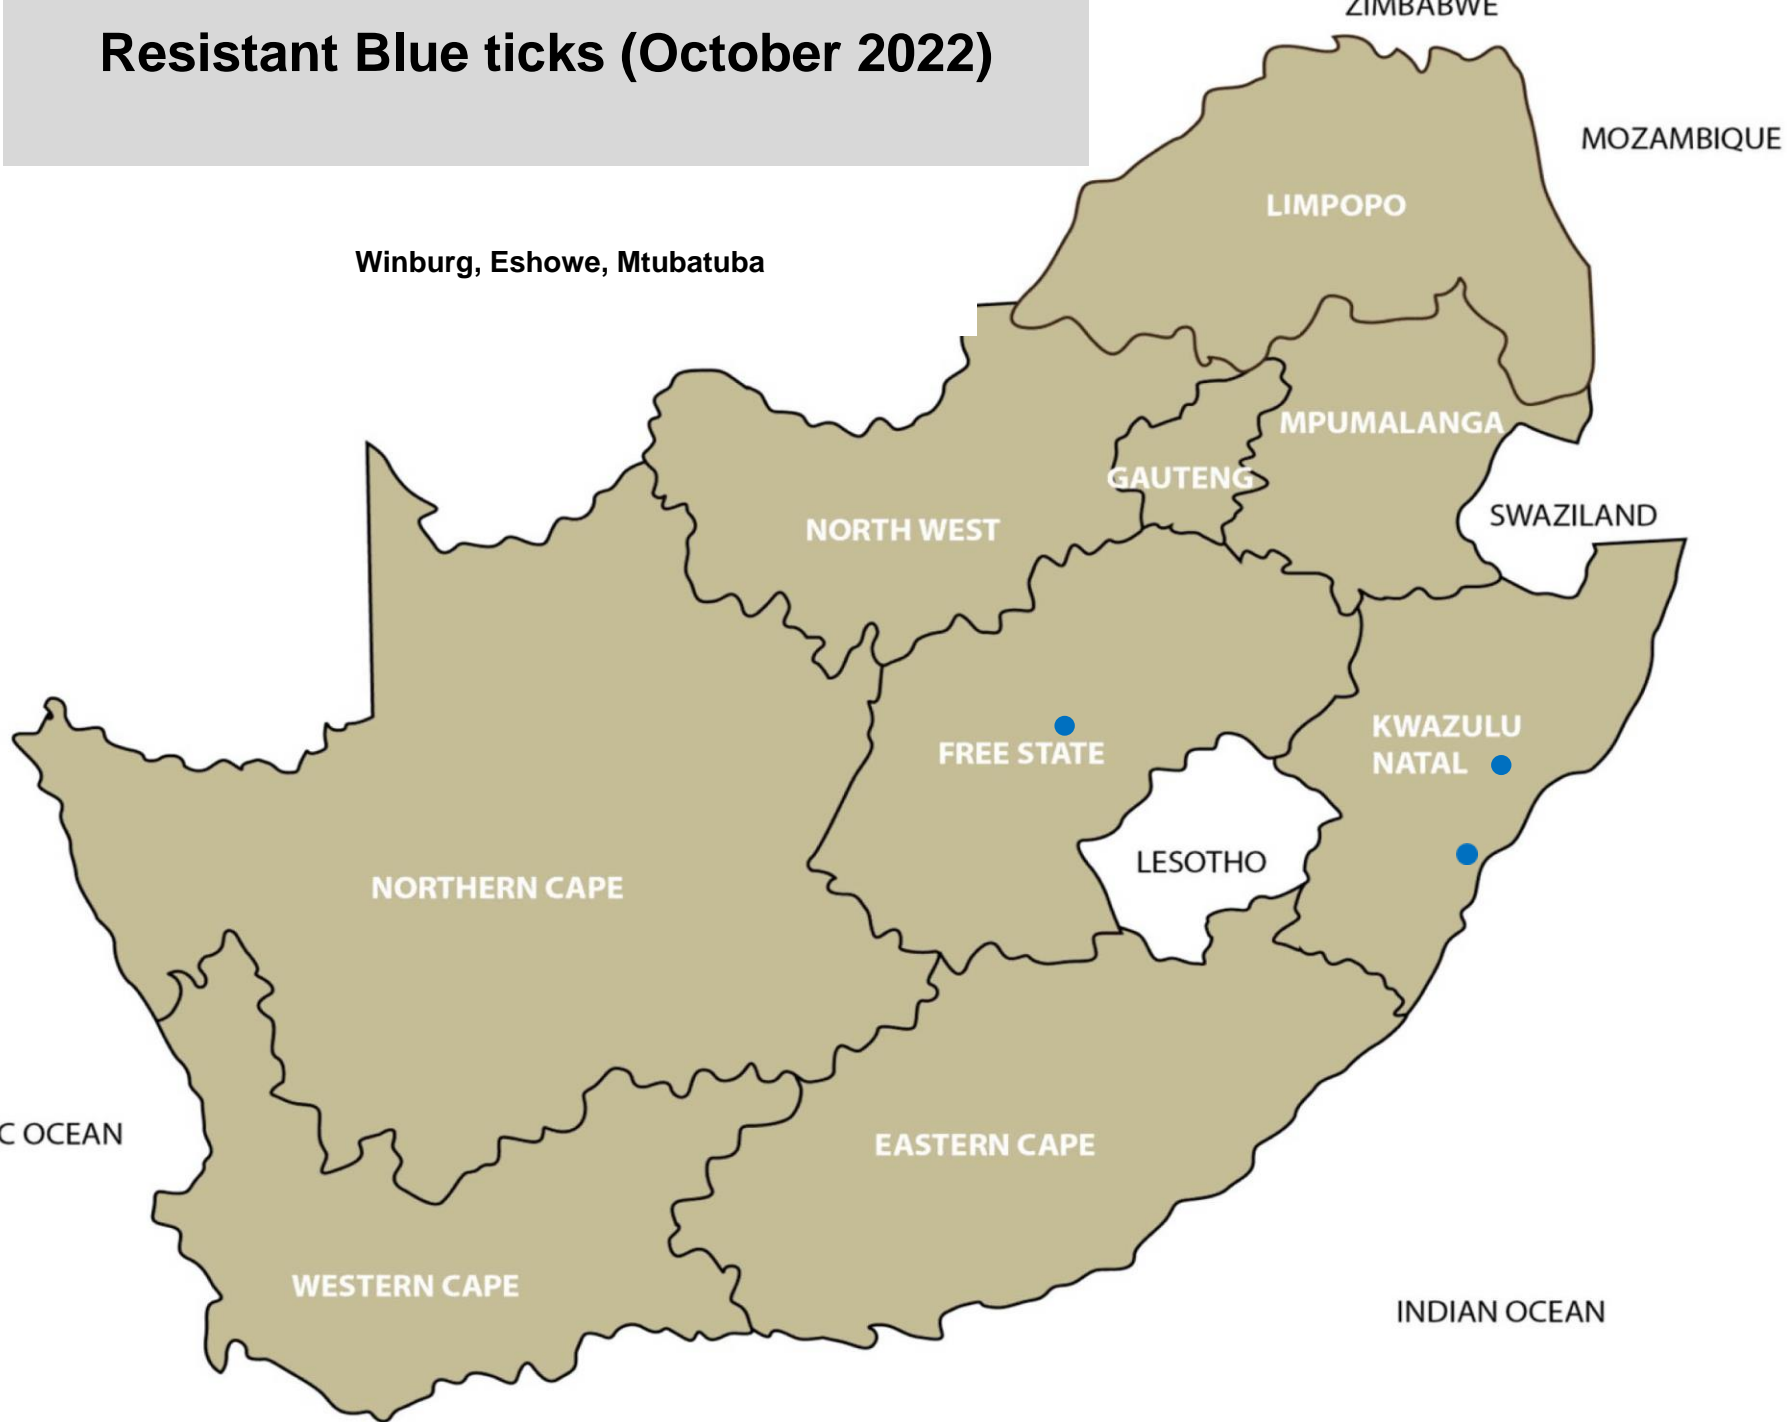 ZIMBABWE
Resistant Blue ticks (October 2022)
MOZAMBIQUE
LIMPOPO
Winburg, Eshowe, Mtubatuba
MPUMALANGA
GAUTENG
SWAZILAND
NORTH WEST
KWAZULU
NATAL
FREE STATE
LESOTHO
NORTHERN CAPE
C OCEAN
EASTERN CAPE
WESTERN CAPE
INDIAN OCEAN